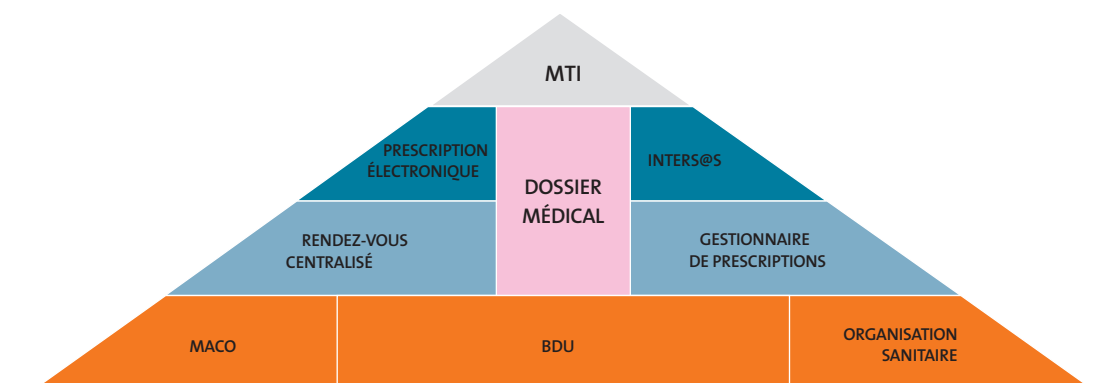 MTI
PRESCRIPTION
ÉLECTRONIQUE
DOSSIER
MÉDICAL
INTERS@S
RENDEZ-VOUS
CENTRALISÉ
GESTIONNAIRE
DE PRESCRIPTIONS
MACO
BDU
ORGANISATION
SANITAIRE